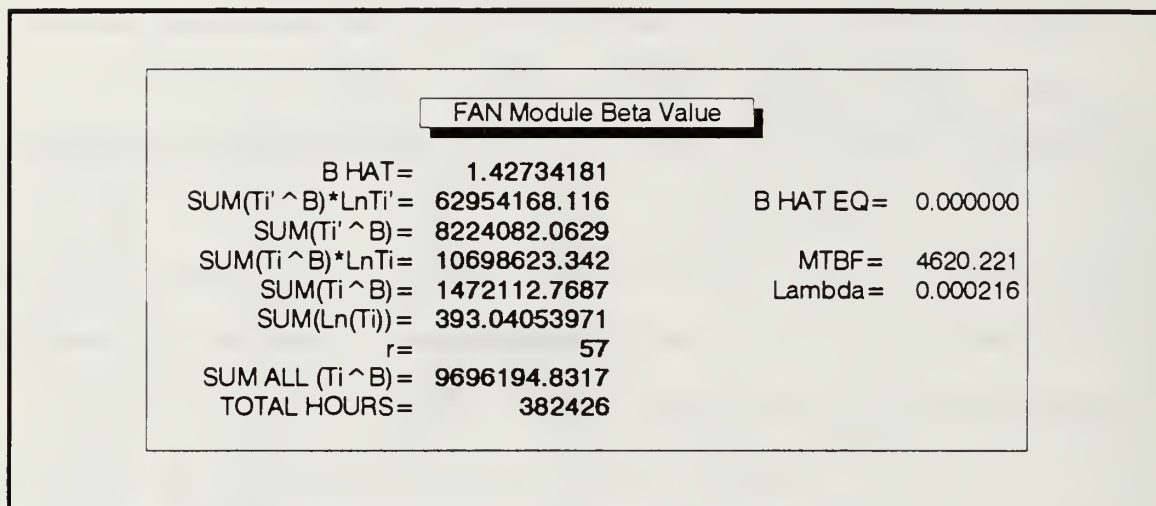 FAN Module Beta Value
B HAT= 1.42734181
SUM(Ti'^B)*LnTi'= 62954168.116 B HAT EQ= 0.000000
SUM(Ti'^B)= 8224082.0629
SUM(Ti^B)*LnTi= 10698623.342 MTBF= 4620.221
SUM(Ti^B)= 1472112.7687 Lambda= 0.000216
SUM(Ln(Ti))= 393.04053971
r= 57
SUM ALL (Ti^B)= 9696194.8317
TOTAL HOURS= 382426